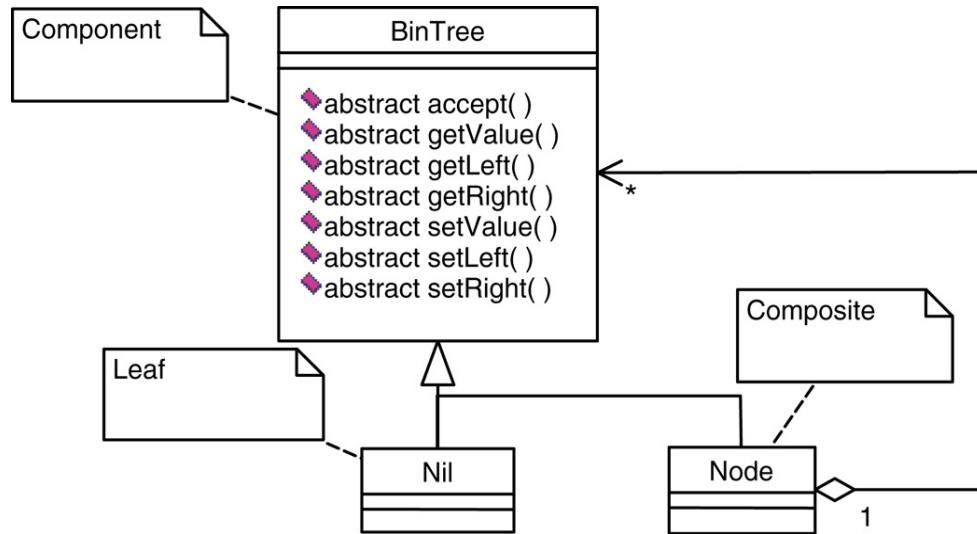 Component
BinTree
abstract accept( )
abstract getValue( )
abstract getLeft( )
abstract getRight( )
abstract setValue( )
abstract setLeft( )
abstract setRight( )
*
Composite
Leaf
Nil
Node
1